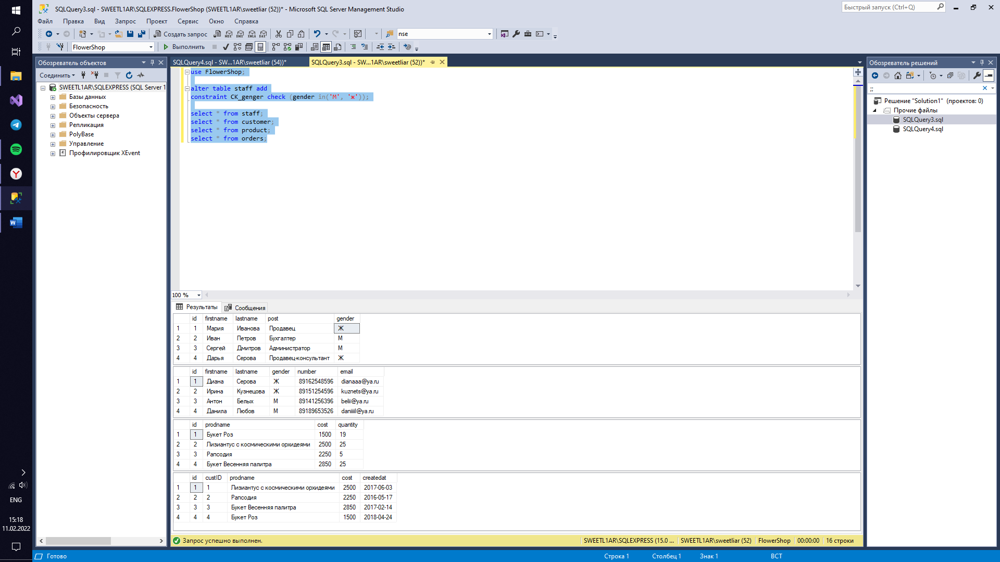 SQLQuery3.sql - SWEETL1AR\SQLEXPRESS.FlowerShop (SWEETL1AR\sweetliar (52))* - Microsoft SQL Server Management Studio
Быстрый запуск (Ctrl+Q)
Файл Правка Вид Запрос Проект Сервис Окно Справка
Создать запрос MDX DMX XMLA DAX nse
FlowerShop Выполнить
Обозреватель объектов
Соединить
SWEETL1AR\SQLEXPRESS (SQL Server 1
Базы данных
Безопасность
Объекты сервера
Репликация
PolyBase
Управление
Профилировщик XEvent
SQLQuery4.sql - SW...1AR\sweetliar (54))* SQLQuery3.sql - SW...1AR\sweetliar (52))*
use FlowerShop;
alter table staff add
constraint CK_genger check (gender in('М', 'ж'));
select * from staff;
select * from customer;
select * from product;
select * from orders;
100 %
Результаты Сообщения
id firstname lastname post gender
1 1 Мария Иванова Продавец Ж
2 2 Иван Петров Бухгалтер М
3 3 Сергей Дмитров Администратор М
4 4 Дарья Серова Продавец-консультант Ж
id firstname lastname gender number email
1 1 Диана Серова Ж 89162548596 dianaaa@ya.ru
2 2 Ирина Кузнецова Ж 89151254596 kuznets@ya.ru
3 3 Антон Белых М 89141256396 belii@ya.ru
4 4 Данила Любов М 89189653526 daniiiil@ya.ru
id prodname cost quantity
1 1 Букет Роз 1500 19
2 2 Лизиантус с космическими орхидеями 2500 25
3 3 Рапсодия 2250 5
4 4 Букет Весенняя палитра 2850 25
id custID prodname cost createdat
1 1 1 Лизиантус с космическими орхидеями 2500 2017-06-03
2 2 2 Рапсодия 2250 2016-05-17
3 3 3 Букет Весенняя палитра 2850 2017-02-14
4 4 4 Букет Роз 1500 2018-04-24
Запрос успешно выполнен. SWEETL1AR\SQLEXPRESS (15.0 ... SWEETL1AR\sweetliar (52) FlowerShop 00:00:00 16 строки
Обозреватель решений
;;
Решение "Solution1" (проектов: 0)
Прочие файлы
SQLQuery3.sql
SQLQuery4.sql
Готово Строка 1 Столбец 1 Знак 1 ВСТ
ENG
15:18
11.02.2022